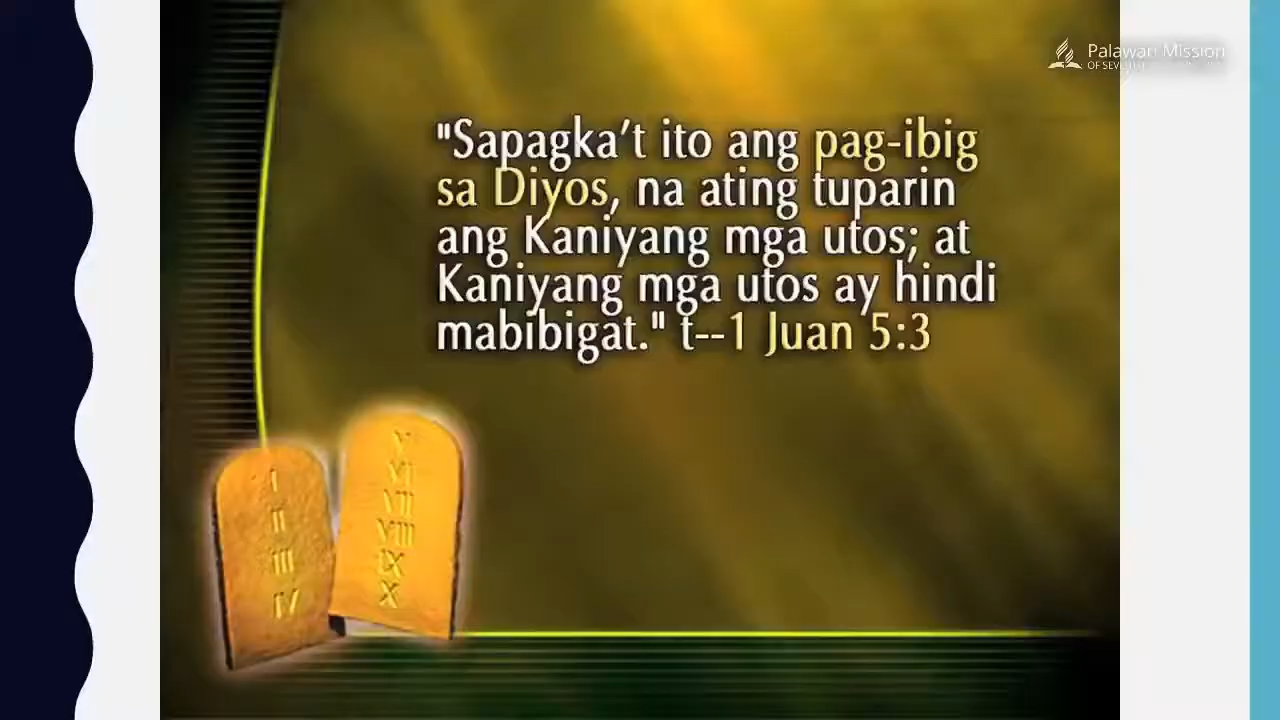 Palawan Mission
"Sapagka't ito ang pag-ibig
sa Diyos, na ating tuparin
ang Kaniyang mga utos; at
Kaniyang mga utos ay hindi
mabibigat." t--1 Juan 5:3
I
II
III
IV
V
VI
VII
VIII
IX
X